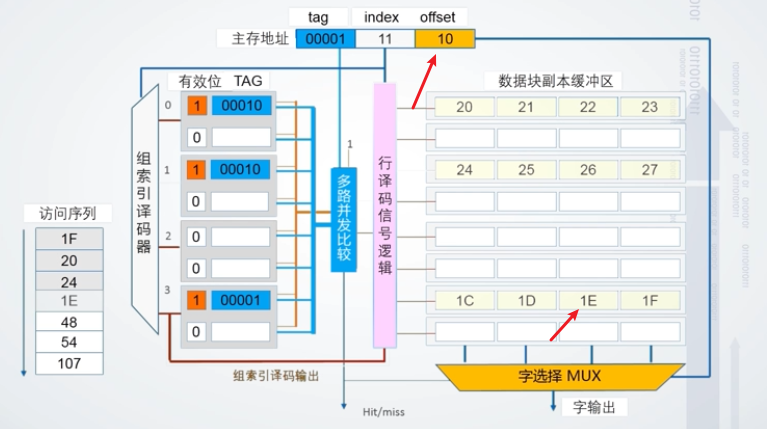 tag index offset
主存地址 00001 11 10
有效位 TAG
数据块副本缓冲区
0 1 00010
0
1 1 00010
0
2 0
0
3 1 00001
0
组索引译码器
1
多路并发比较
行译码信号逻辑
20 21 22 23
24 25 26 27
1C 1D 1E 1F
访问序列
1F
20
24
1E
48
54
107
组索引译码输出
字选择 MUX
Hit/miss
字输出